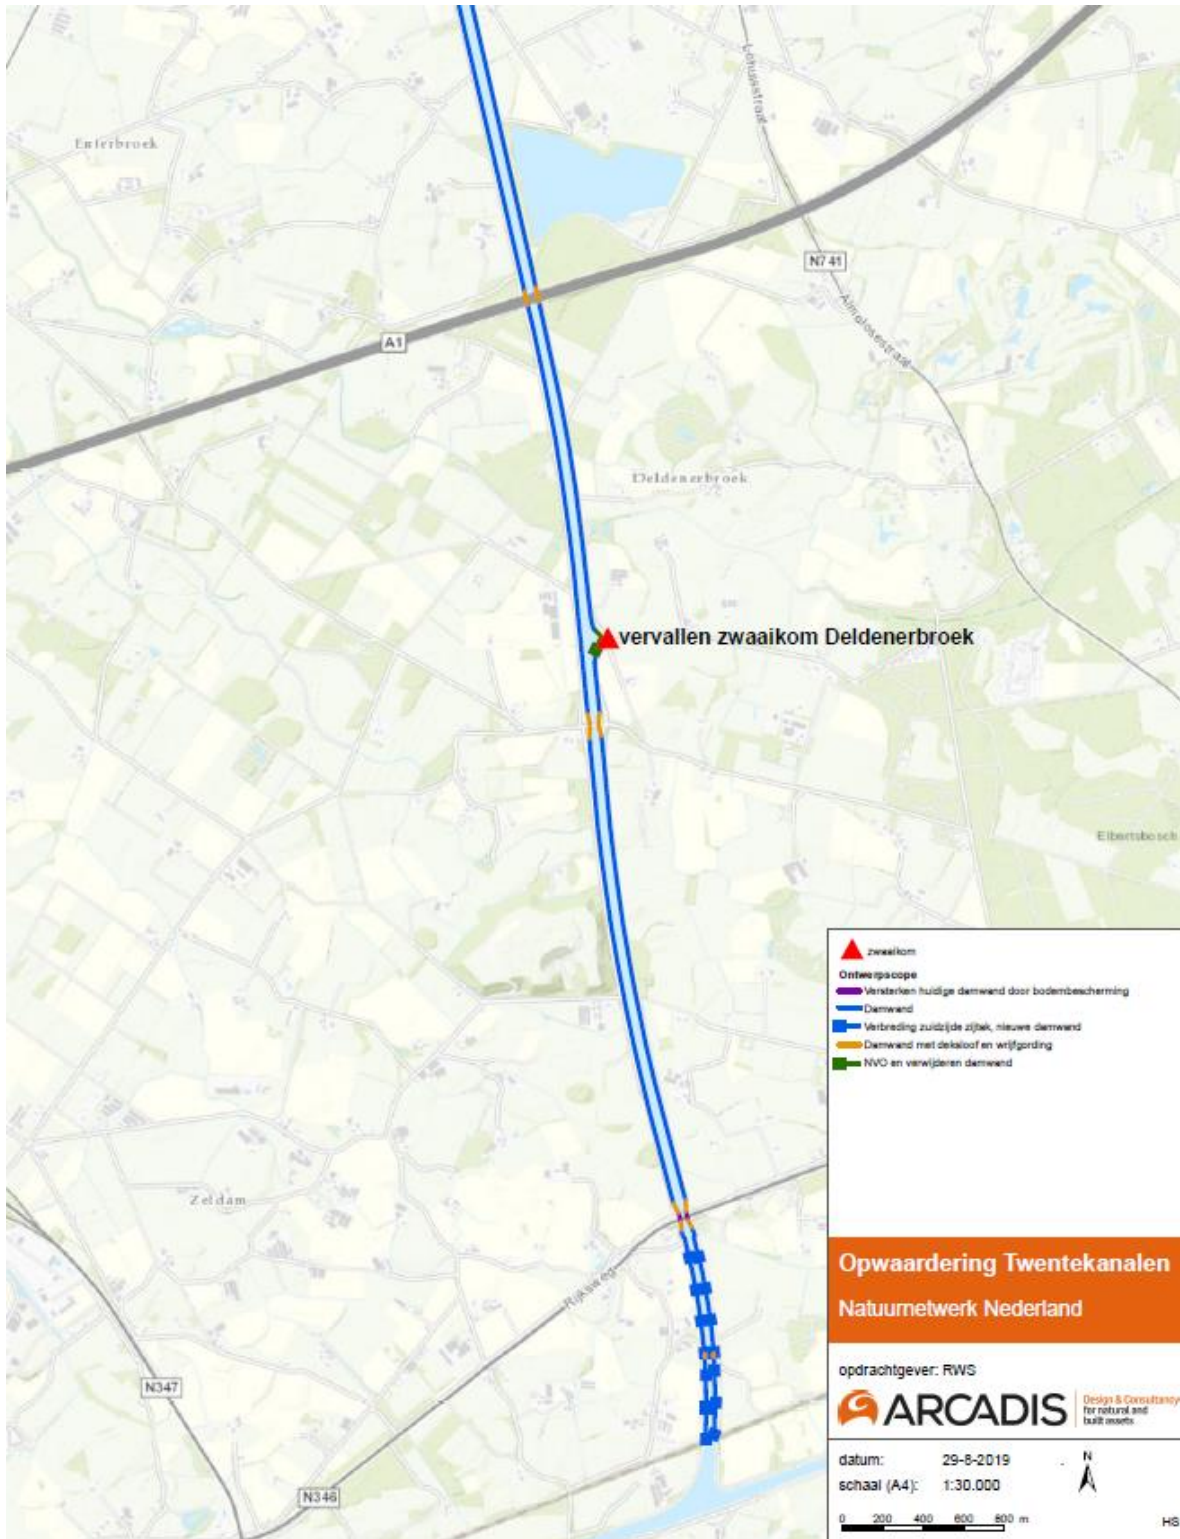 Lonusstraat
Enterbroek
N741
A1
Almelosestraat
Deldenerbroek
vervallen zwaaikom Deldenerbroek
Elbertsbosch
zwaaikom
Ontwerpscope
Versterken huidige damwand door bodembescherming
Damwand
Verbreding zuidzijde zijtak, nieuwe damwand
Damwand met deksloof en wrijfgording
NVO en verwijderen damwand
Zeldam
Rijksweg
Opwaardering Twentekanalen
Natuurnetwerk Nederland
opdrachtgever: RWS
ARCADIS
Design & Consultancy
for natural and
built assets
N347
datum: 29-8-2019
N
schaal (A4): 1:30.000
N346
0 200 400 600 800 m
HS